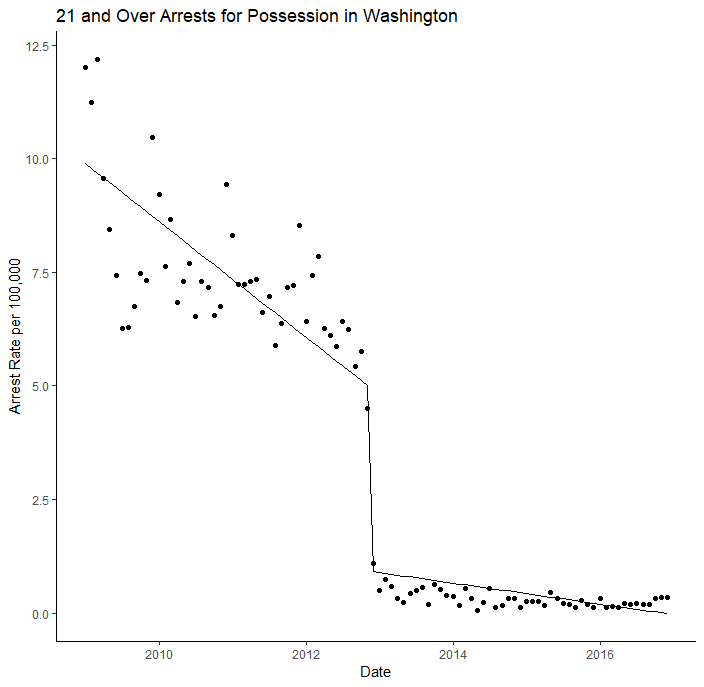 21 and Over Arrests for Possession in Washington
12.5
10.0
7.5
5.0
2.5
0.0
Arrest Rate per 100,000
2010 2012 2014 2016
Date